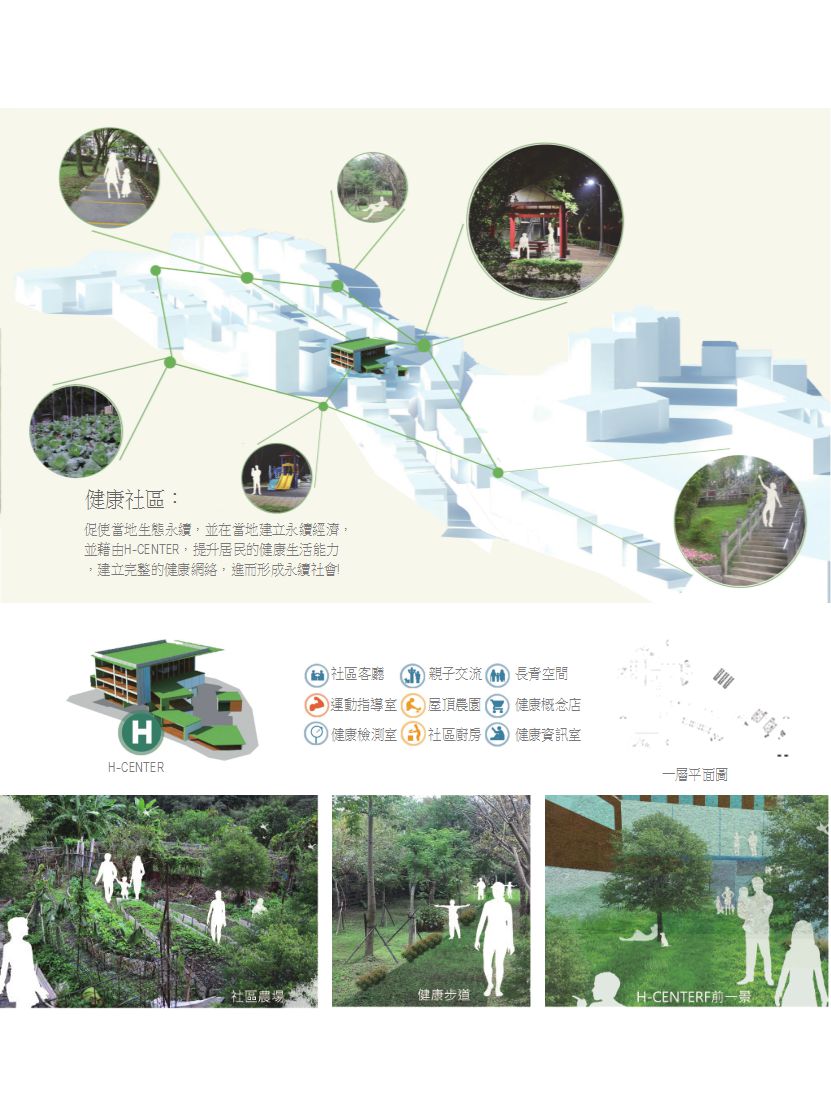 健康社區：
促使當地生態永續，並在當地建立永續經濟，
並藉由H-CENTER，提升居民的健康生活能力
，建立完整的健康網絡，進而形成永續社會!
社區客廳 親子交流 長青空間
運動指導室 屋頂農園 健康概念店
健康檢測室 社區廚房 健康資訊室
H
H-CENTER
一層平面圖
社區農場
健康步道
H-CENTERF前一景